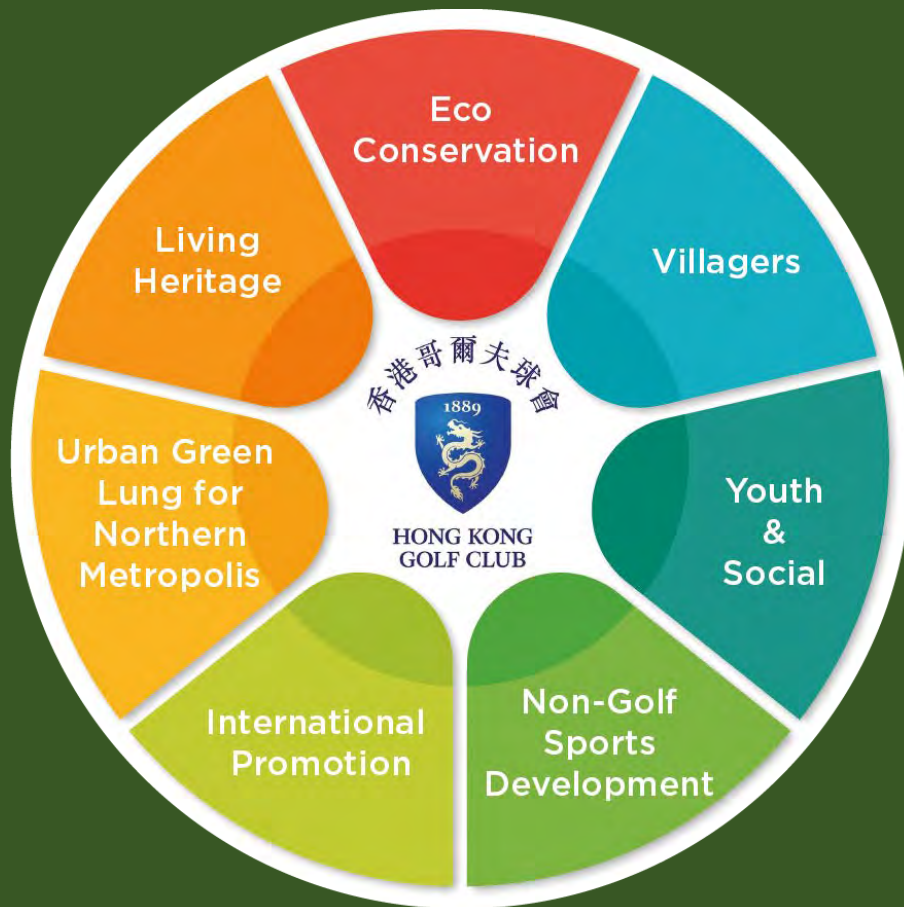 Eco
Conservation
Villagers
Youth
&
Social
Non-Golf
Sports
Development
International
Promotion
Urban Green
Lung for
Northern
Metropolis
Living
Heritage
香港哥爾夫球會
1889
HONG KONG
GOLF CLUB